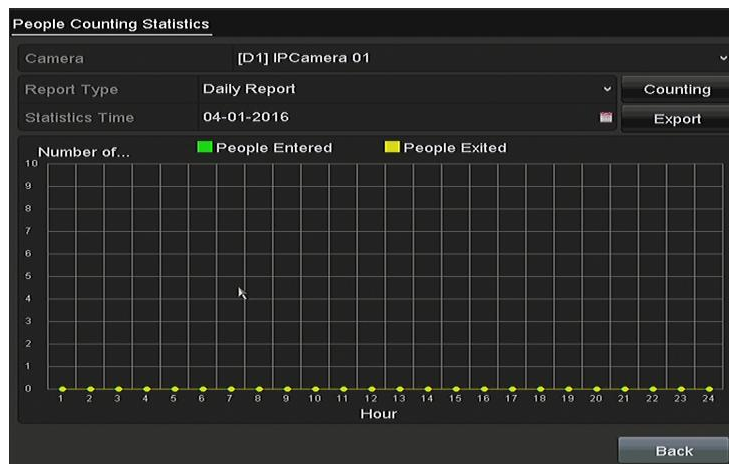 People Counting Statistics
Camera [D1] IPCamera 01
Report Type Daily Report Counting
Statistics Time 04-01-2016 Export
Number of... People Entered People Exited
10
9
8
7
6
5
4
3
2
1
0
1 2 3 4 5 6 7 8 9 10 11 12 13 14 15 16 17 18 19 20 21 22 23 24
Hour
Back